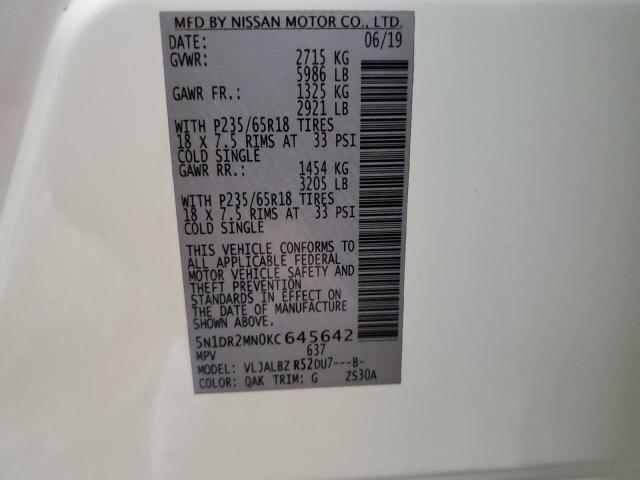 MFD BY NISSAN MOTOR CO., LTD.
DATE: 06/19
GVWR: 2715 KG
5986 LB
GAWR FR.: 1325 KG
2921 LB
WITH P235/65R18 TIRES
18 X 7.5 RIMS AT 33 PSI
COLD SINGLE
GAWR RR.: 1454 KG
3205 LB
WITH P235/65R18 TIRES
18 X 7.5 RIMS AT 33 PSI
COLD SINGLE
THIS VEHICLE CONFORMS TO
ALL APPLICABLE FEDERAL
MOTOR VEHICLE SAFETY AND
THEFT PREVENTION
STANDARDS IN EFFECT ON
THE DATE OF MANUFACTURE
SHOWN ABOVE.
5N1DR2MN0KC645642
MPV 637
MODEL: VLJALBZ R52DU7---B-
COLOR: QAK TRIM: G ZS30A